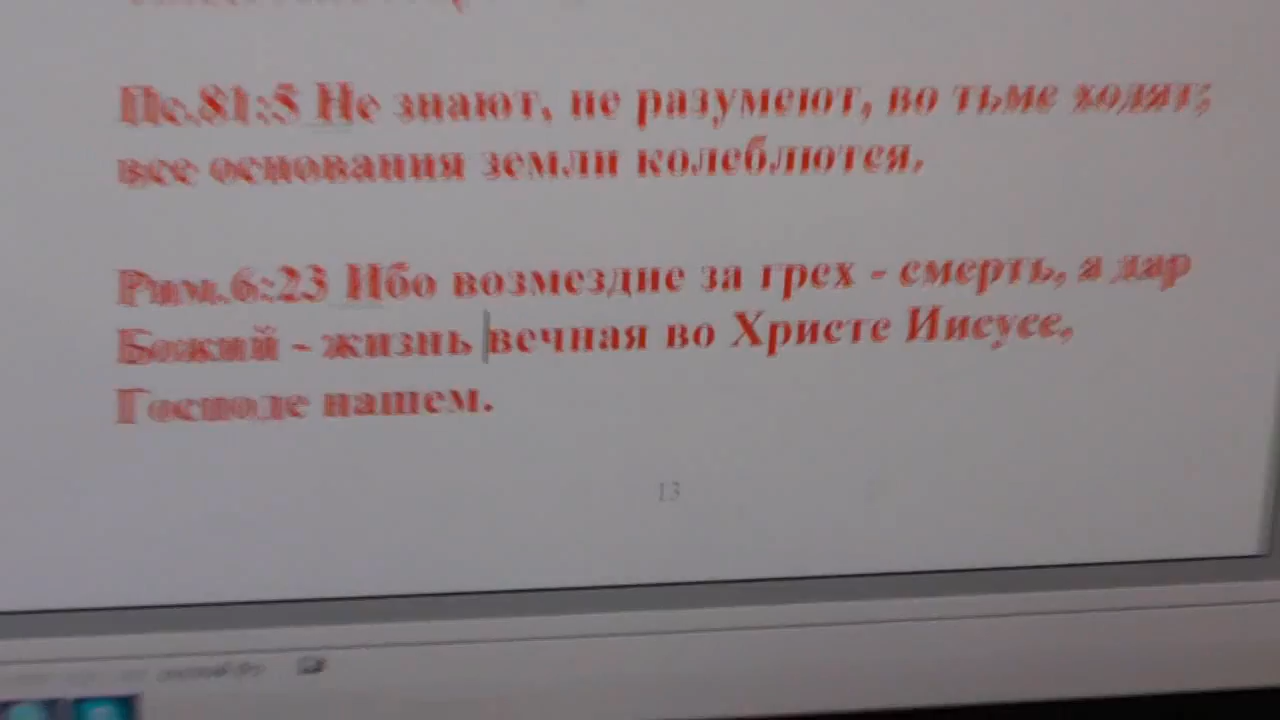 Пс.81:5 Не знают, не разумеют, во тьме ходят;
все основания земли колеблются.
Рим.6:23 Ибо возмездие за грех - смерть, а дар
Божий - жизнь вечная во Христе Иисусе,
Господе нашем.
13